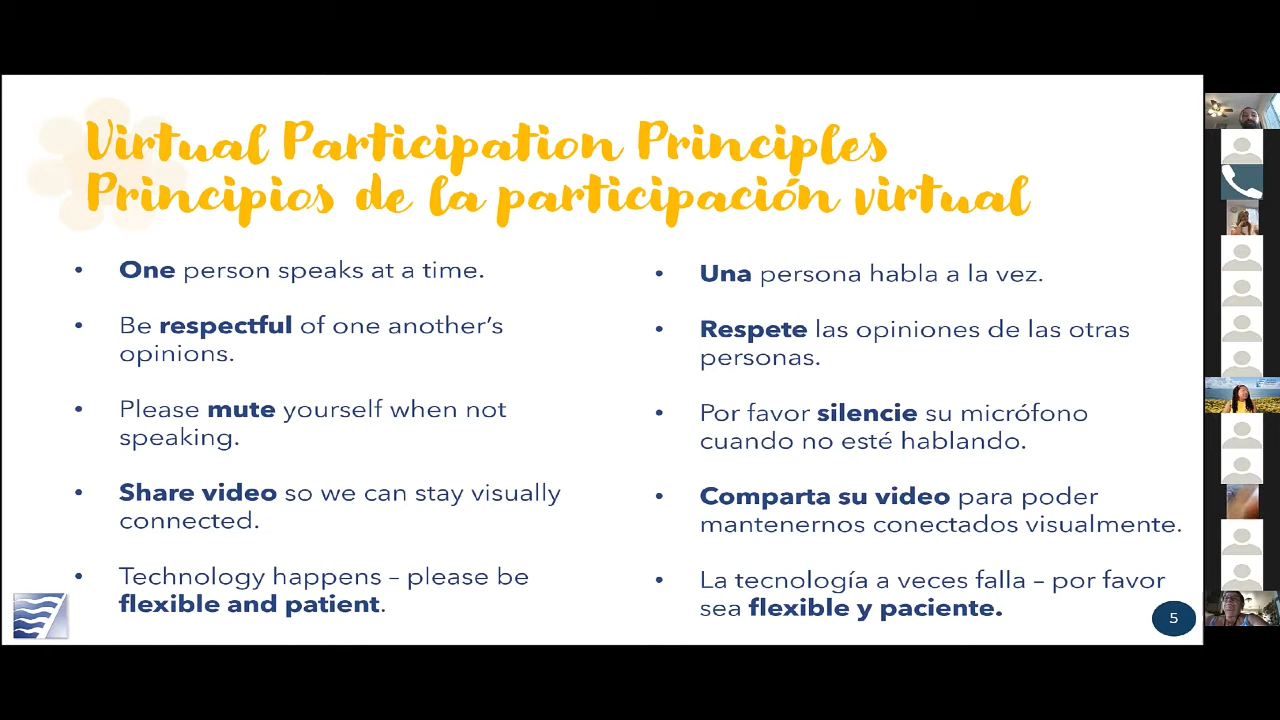 Virtual Participation Principles
Principios de la participación virtual
• One person speaks at a time.
• Be respectful of one another's
opinions.
• Please mute yourself when not
speaking.
• Share video so we can stay visually
connected.
• Technology happens – please be
flexible and patient.
• Una persona habla a la vez.
• Respete las opiniones de las otras
personas.
• Por favor silencie su micrófono
cuando no esté hablando.
• Comparta su video para poder
mantenernos conectados visualmente.
• La tecnología a veces falla – por favor
sea flexible y paciente.
5